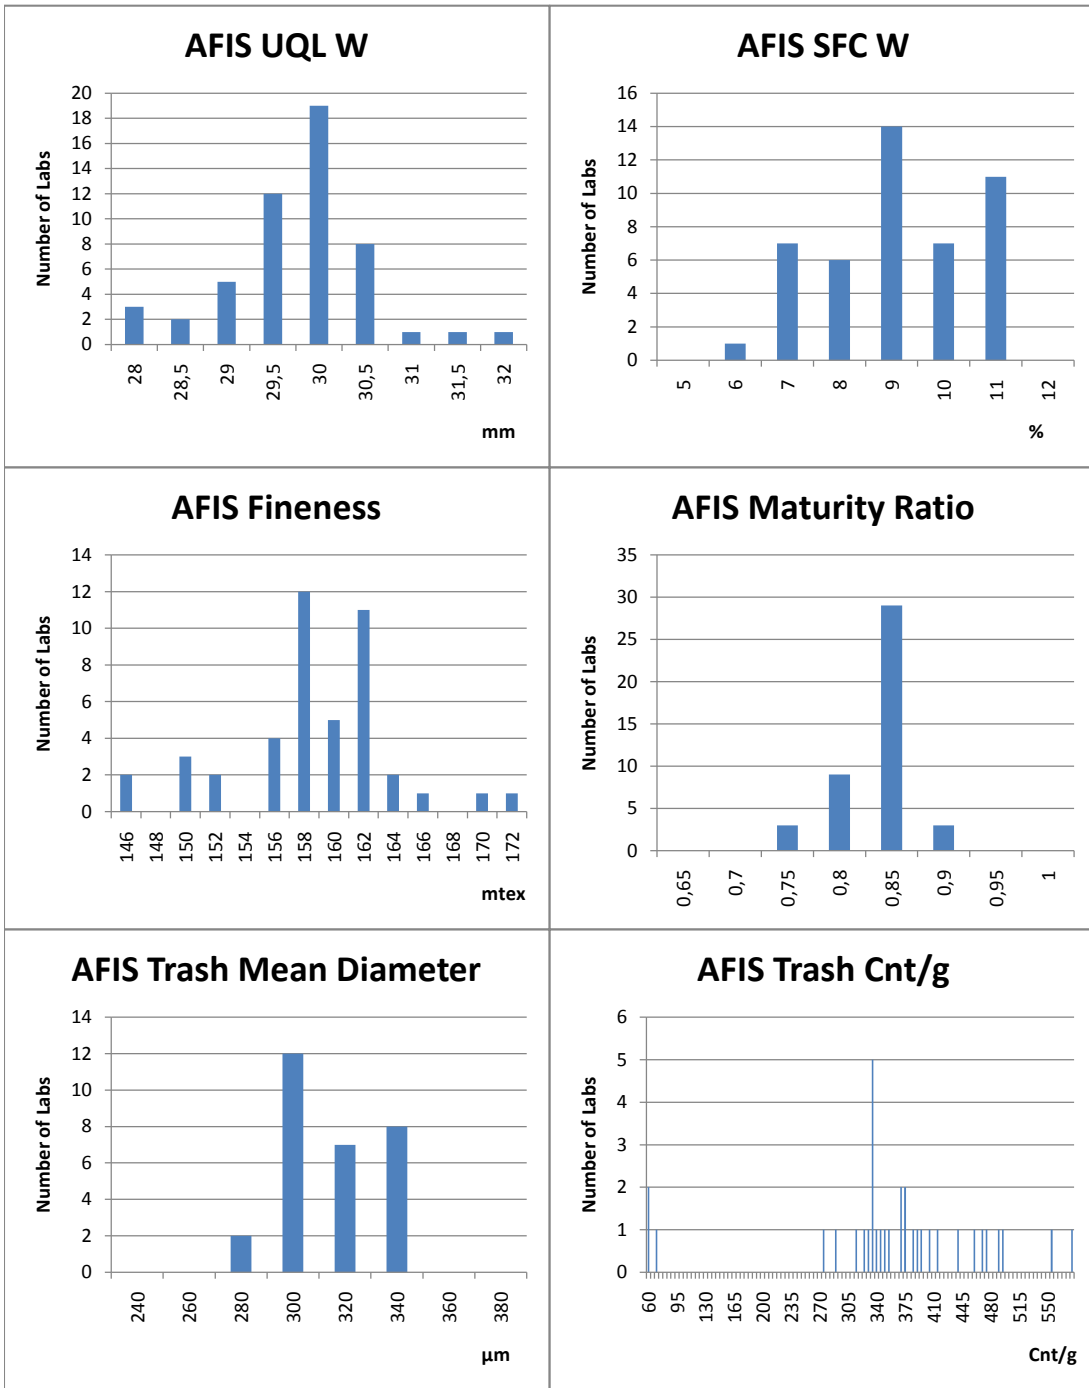 AFIS UQL W
Number of Labs
20
18
16
14
12
10
8
6
4
2
0
28 28,5 29 29,5 30 30,5 31 31,5 32
mm
AFIS SFC W
Number of Labs
16
14
12
10
8
6
4
2
0
5 6 7 8 9 10 11 12
%
AFIS Fineness
Number of Labs
14
12
10
8
6
4
2
0
146 148 150 152 154 156 158 160 162 164 166 168 170 172
mtex
AFIS Maturity Ratio
Number of Labs
35
30
25
20
15
10
5
0
0,65 0,7 0,75 0,8 0,85 0,9 0,95 1
AFIS Trash Mean Diameter
Number of Labs
14
12
10
8
6
4
2
0
240 260 280 300 320 340 360 380
µm
AFIS Trash Cnt/g
Number of Labs
6
5
4
3
2
1
0
60 95 130 165 200 235 270 305 340 375 410 445 480 515 550
Cnt/g